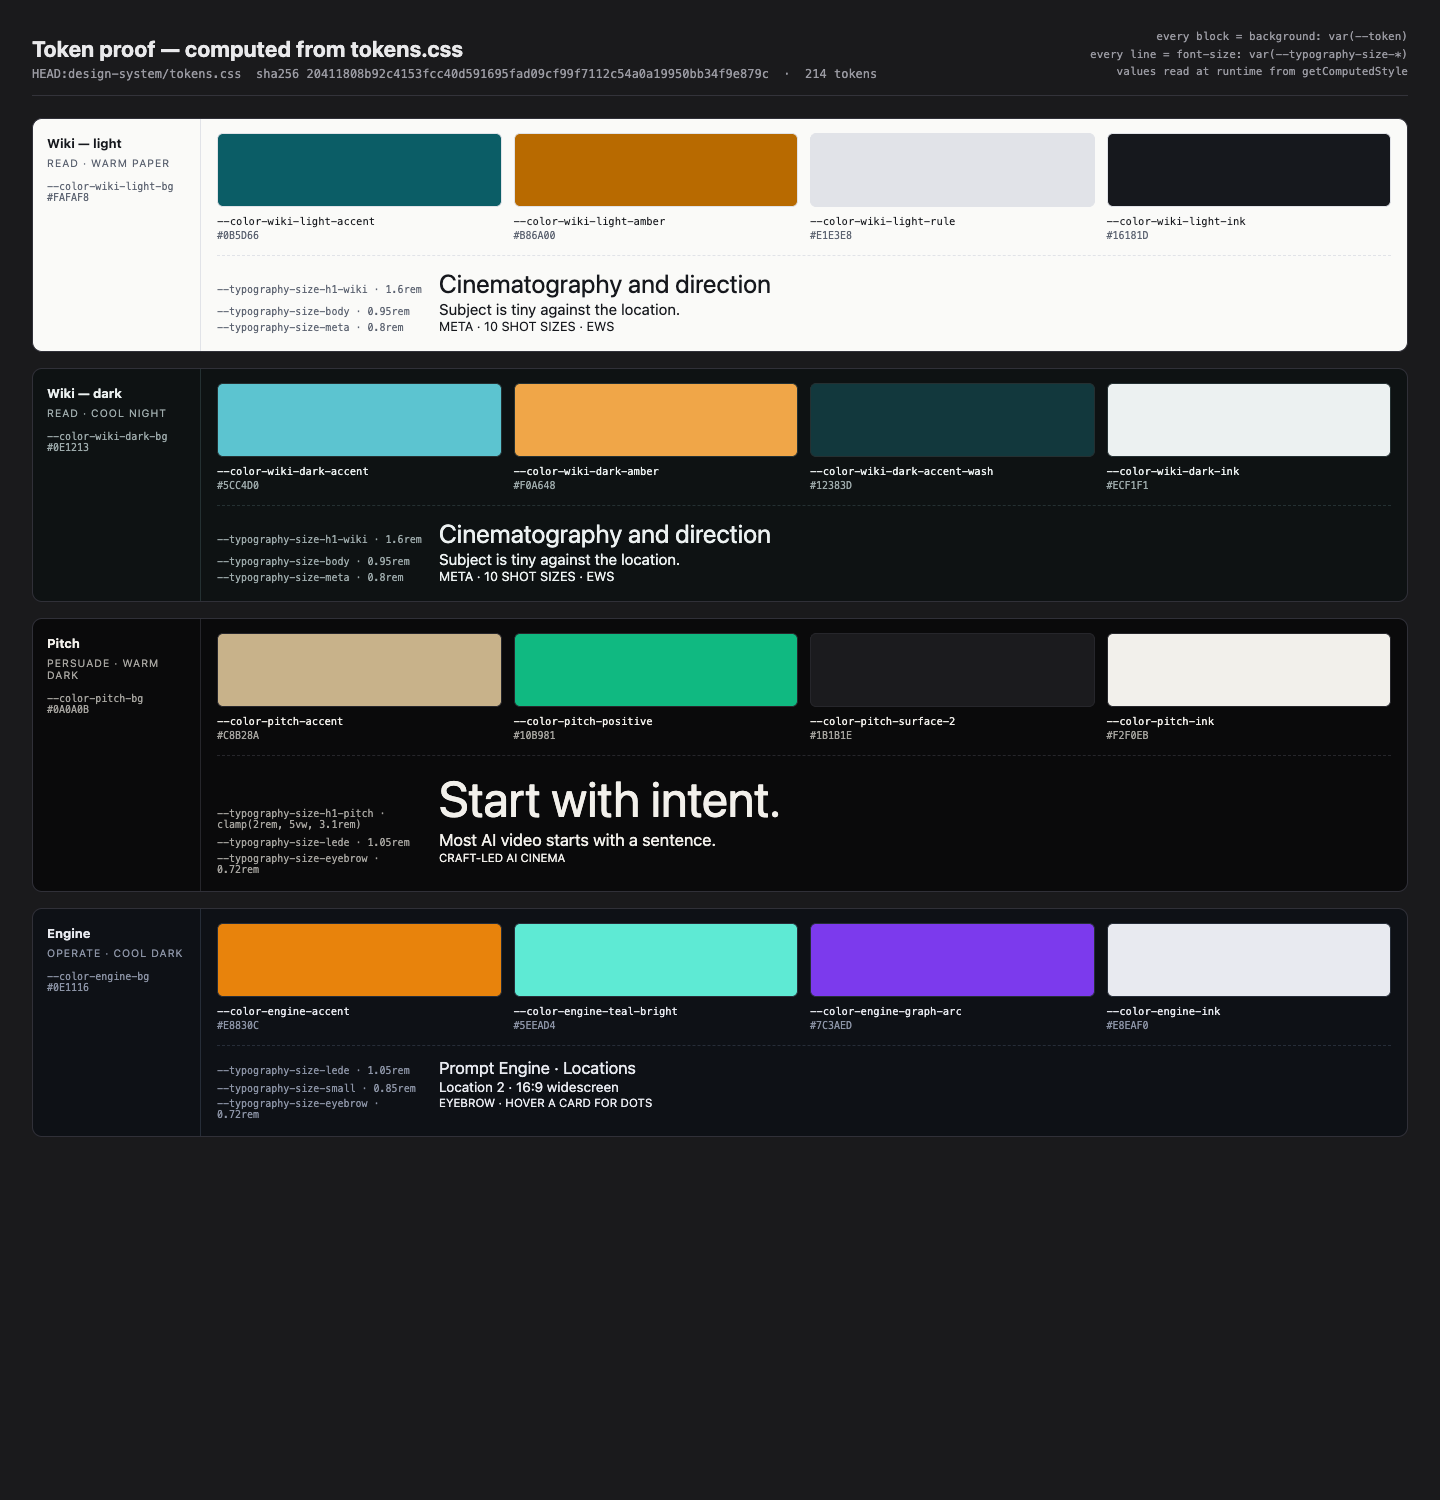 Token proof — computed from tokens.css
HEAD:design-system/tokens.css sha256 20411808b92c4153fcc40d591695fad09cf99f7112c54a0a19950bb34f9e879c · 214 tokens
every block = background: var(--token)
every line = font-size: var(--typography-size-*)
values read at runtime from getComputedStyle
Wiki — light
READ · WARM PAPER
--color-wiki-light-bg
#FAFAF8
--color-wiki-light-accent
#0B5D66
--color-wiki-light-amber
#B86A00
--color-wiki-light-rule
#E1E3E8
--color-wiki-light-ink
#16181D
--typography-size-h1-wiki · 1.6rem
Cinematography and direction
--typography-size-body · 0.95rem
Subject is tiny against the location.
--typography-size-meta · 0.8rem
META · 10 SHOT SIZES · EWS
Wiki — dark
READ · COOL NIGHT
--color-wiki-dark-bg
#0E1213
--color-wiki-dark-accent
#5CC4D0
--color-wiki-dark-amber
#F0A648
--color-wiki-dark-accent-wash
#12383D
--color-wiki-dark-ink
#ECF1F1
--typography-size-h1-wiki · 1.6rem
Cinematography and direction
--typography-size-body · 0.95rem
Subject is tiny against the location.
--typography-size-meta · 0.8rem
META · 10 SHOT SIZES · EWS
Pitch
PERSUADE · WARM
DARK
--color-pitch-bg
#0A0A0B
--color-pitch-accent
#C8B28A
--color-pitch-positive
#10B981
--color-pitch-surface-2
#1B1B1E
--color-pitch-ink
#F2F0EB
--typography-size-h1-pitch ·
clamp(2rem, 5vw, 3.1rem)
Start with intent.
--typography-size-lede · 1.05rem
Most AI video starts with a sentence.
--typography-size-eyebrow ·
0.72rem
CRAFT-LED AI CINEMA
Engine
OPERATE · COOL DARK
--color-engine-bg
#0E1116
--color-engine-accent
#E8830C
--color-engine-teal-bright
#5EEAD4
--color-engine-graph-arc
#7C3AED
--color-engine-ink
#E8EAF0
--typography-size-lede · 1.05rem
Prompt Engine · Locations
--typography-size-small · 0.85rem
Location 2 · 16:9 widescreen
--typography-size-eyebrow ·
0.72rem
EYEBROW · HOVER A CARD FOR DOTS